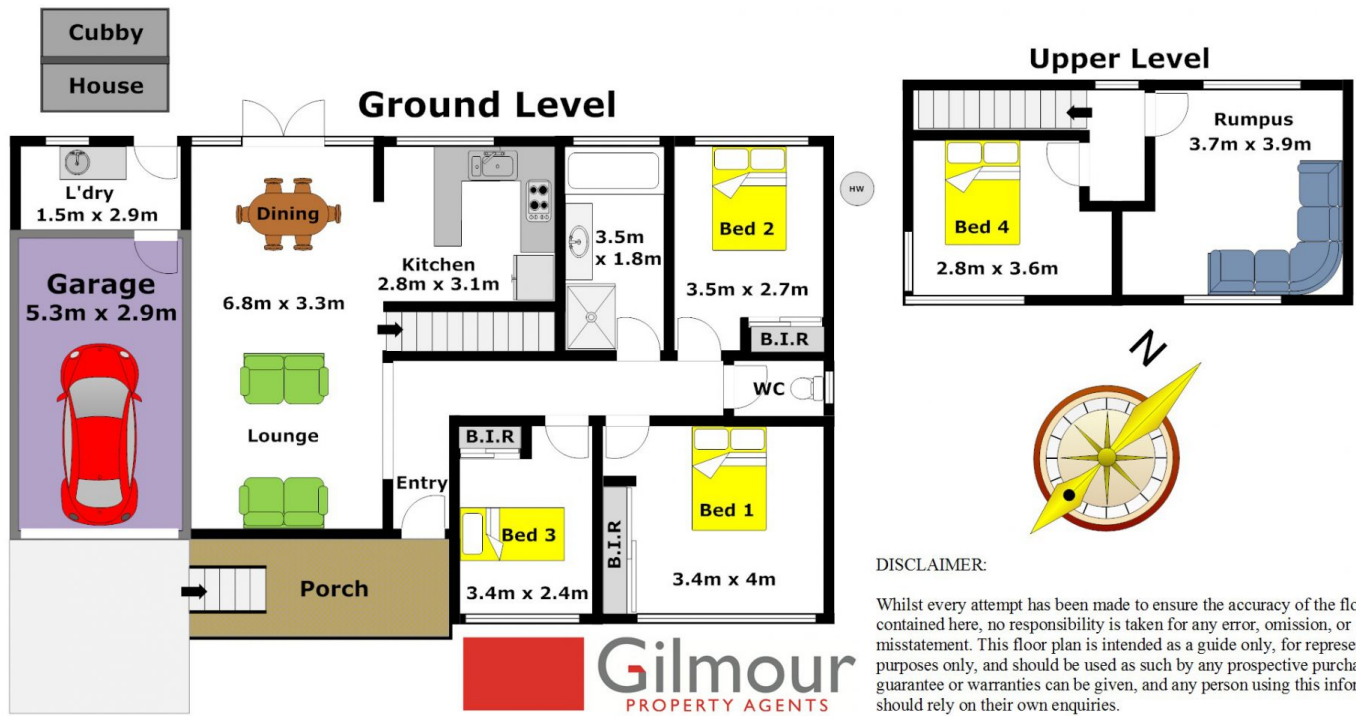 Cubby
House
Ground Level
Upper Level
L'dry
1.5m x 2.9m
Garage
5.3m x 2.9m
Dining
6.8m x 3.3m
Lounge
Kitchen
2.8m x 3.1m
3.5m
x 1.8m
Bed 2
3.5m x 2.7m
B.I.R
HW
WC
Entry
B.I.R
Bed 3
3.4m x 2.4m
B.I.R
Bed 1
3.4m x 4m
Porch
Bed 4
2.8m x 3.6m
Rumpus
3.7m x 3.9m
N
Gilmour
PROPERTY AGENTS
DISCLAIMER:
Whilst every attempt has been made to ensure the accuracy of the
contained here, no responsibility is taken for any error, omission, or
misstatement. This floor plan is intended as a guide only, for
purposes only, and should be used as such by any prospective
guarantee or warranties can be given, and any person using this
should rely on their own enquiries.